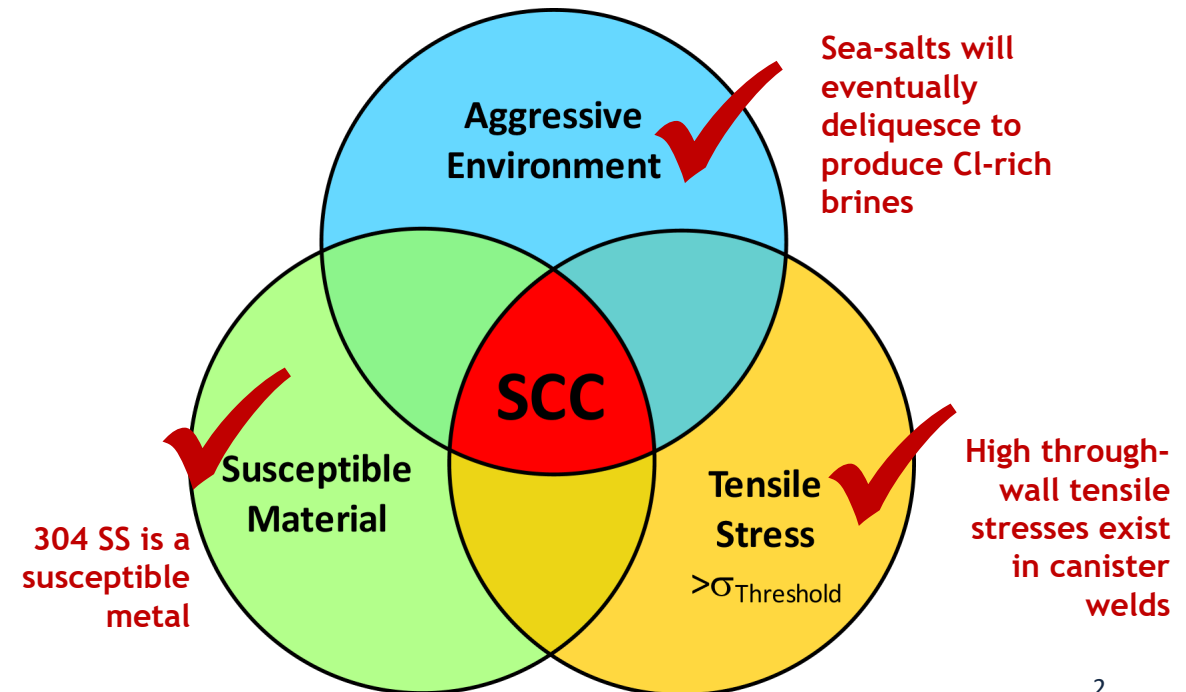 Sea-salts will
eventually
deliquesce to
produce Cl-rich
brines
Aggressive
Environment
SCC
Susceptible
Material
304 SS is a
susceptible
metal
Tensile
Stress
>σThreshold
High through-
wall tensile
stresses exist
in canister
welds
2